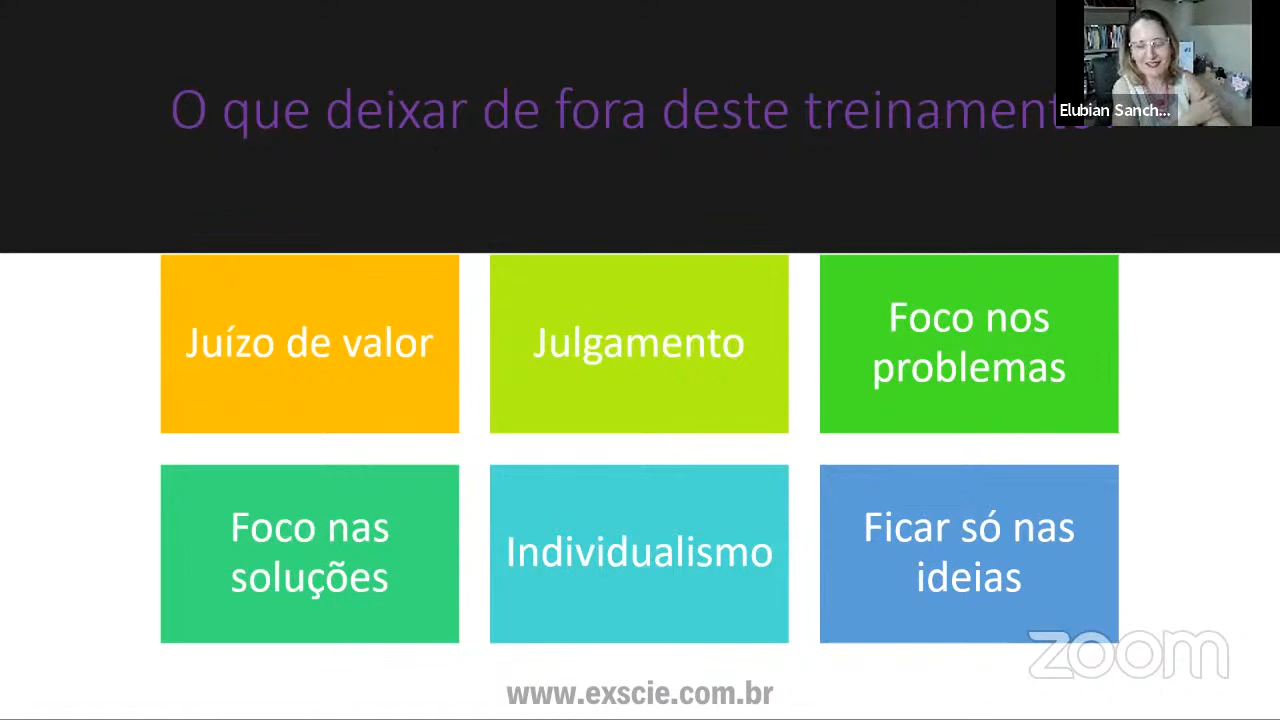 O que deixar de fora deste treinamento
Elubian Sanch...
Juízo de valor
Julgamento
Foco nos
problemas
Foco nas
soluções
Individualismo
Ficar só nas
ideias
zoom
www.exscie.com.br